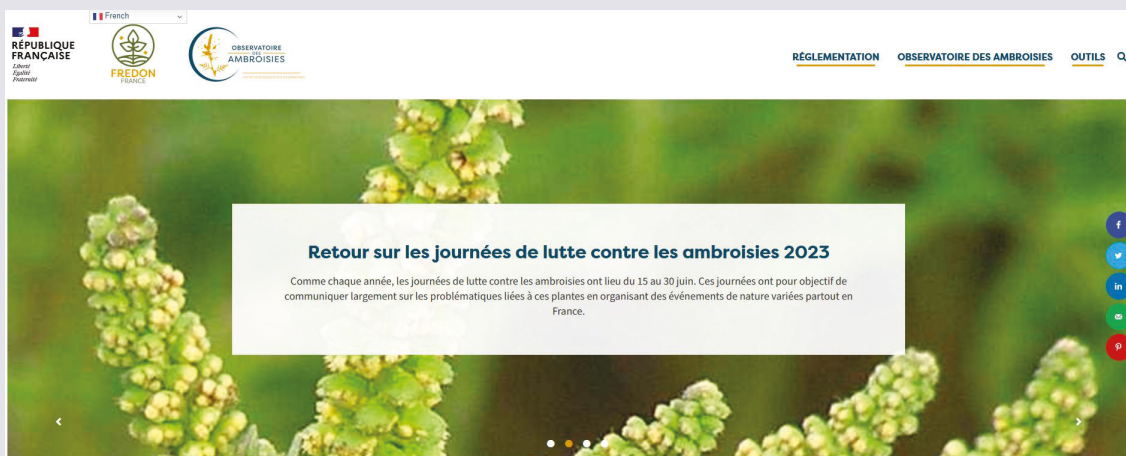 French
RÉPUBLIQUE
FRANÇAISE
Liberté
Égalité
Fraternité
FREDON
FRANCE
OBSERVATOIRE
DES
AMBROISIES
RÉGLEMENTATION
OBSERVATOIRE DES AMBROISIES
OUTILS
Retour sur les journées de lutte contre les ambroisies 2023
Comme chaque année, les journées de lutte contre les ambroisies ont lieu du 15 au 30 juin. Ces journées ont pour objectif de
communiquer largement sur les problématiques liées à ces plantes en organisant des événements de nature variées partout en
France.